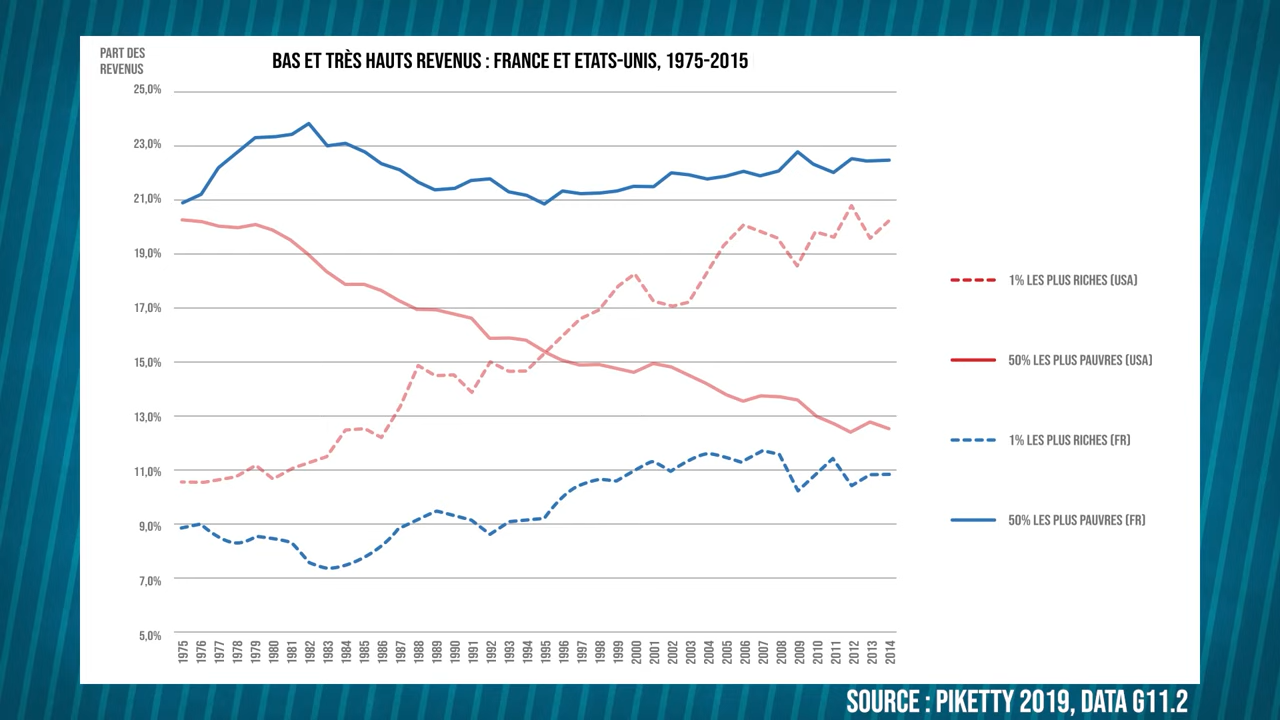 PART DES
REVENUS
BAS ET TRÈS HAUTS REVENUS : FRANCE ET ETATS-UNIS, 1975-2015
25,0%
23,0%
21,0%
19,0%
17,0%
15,0%
13,0%
11,0%
9,0%
7,0%
5,0%
1975 1976 1977 1978 1979 1980 1981 1982 1983 1984 1985 1986 1987 1988 1989 1990 1991 1992 1993 1994 1995 1996 1997 1998 1999 2000 2001 2002 2003 2004 2005 2006 2007 2008 2009 2010 2011 2012 2013 2014
1% LES PLUS RICHES (USA)
50% LES PLUS PAUVRES (USA)
1% LES PLUS RICHES (FR)
50% LES PLUS PAUVRES (FR)
SOURCE : PIKETTY 2019, DATA G11.2